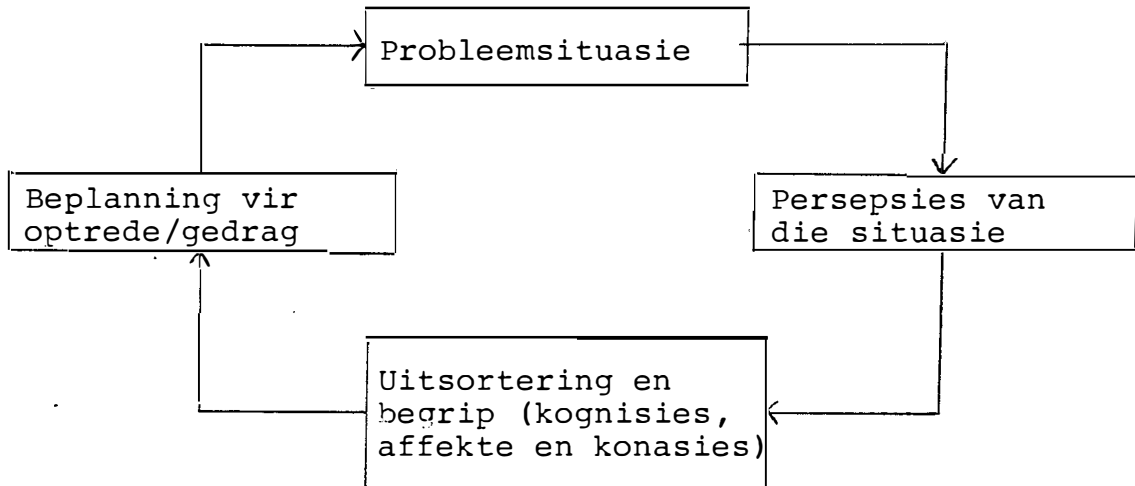 Probleemsituasie
Persepsies van
die situasie
Uitsortering en
begrip (kognisies,
affekte en konasies)
Beplanning vir
optrede/gedrag